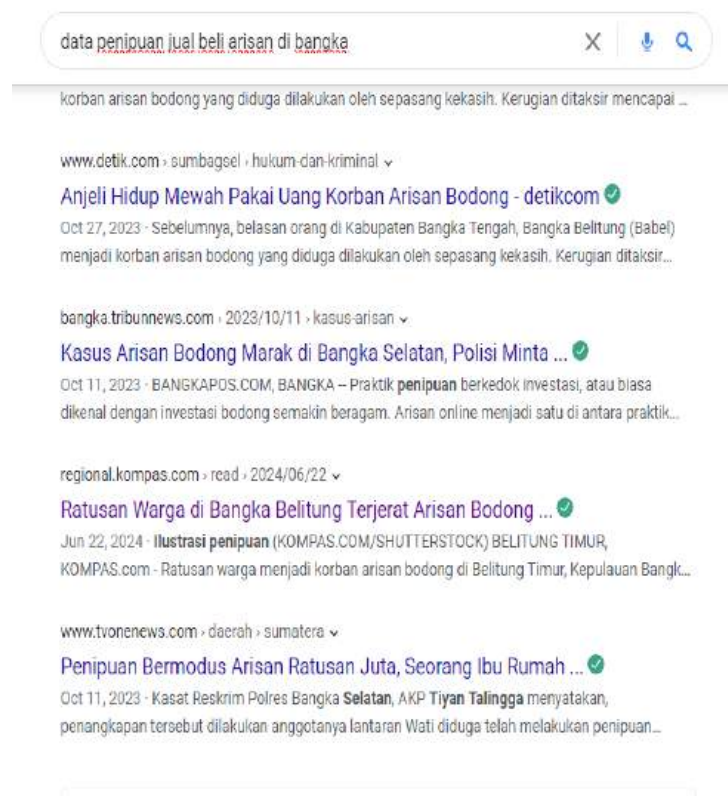 data penipuan jual beli arisan di bangka
korban arisan bodong yang diduga dilakukan oleh sepasang kekasih. Kerugian ditaksir mencapai ...
www.detik.com › sumbagsel › hukum-dan-kriminal
Anjeli Hidup Mewah Pakai Uang Korban Arisan Bodong - detikcom
Oct 27, 2023 · Sebelumnya, belasan orang di Kabupaten Bangka Tengah, Bangka Belitung (Babel)
menjadi korban arisan bodong yang diduga dilakukan oleh sepasang kekasih. Kerugian ditaksir...
bangka.tribunnews.com › 2023/10/11 › kasus-arisan
Kasus Arisan Bodong Marak di Bangka Selatan, Polisi Minta ...
Oct 11, 2023 · BANGKAPOS.COM, BANGKA -- Praktik penipuan berkedok investasi, atau biasa
dikenal dengan investasi bodong semakin beragam. Arisan online menjadi satu di antara praktik...
regional.kompas.com › read › 2024/06/22
Ratusan Warga di Bangka Belitung Terjerat Arisan Bodong ...
Jun 22, 2024 · Ilustrasi penipuan (KOMPAS.COM/SHUTTERSTOCK) BELITUNG TIMUR,
KOMPAS.com - Ratusan warga menjadi korban arisan bodong di Belitung Timur, Kepulauan Bangk...
www.tvonenews.com › daerah › sumatera
Penipuan Bermodus Arisan Ratusan Juta, Seorang Ibu Rumah ...
Oct 11, 2023 · Kasat Reskrim Polres Bangka Selatan, AKP Tiyan Talingga menyatakan,
penangkapan tersebut dilakukan anggotanya lantaran Wati diduga telah melakukan penipuan...